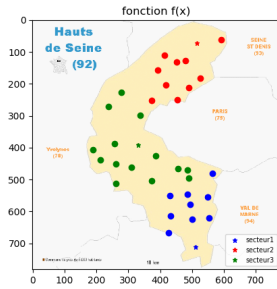 fonction f(x)
0
100
200
300
400
500
600
700
Hauts
de Seine
(92)
SEINE
ST DENIS
(93)
PARIS
(75)
Yvelines
(78)
VAL DE
MARNE
(94)
secteur1
secteur2
secteur3
0 100 200 300 400 500 600 700